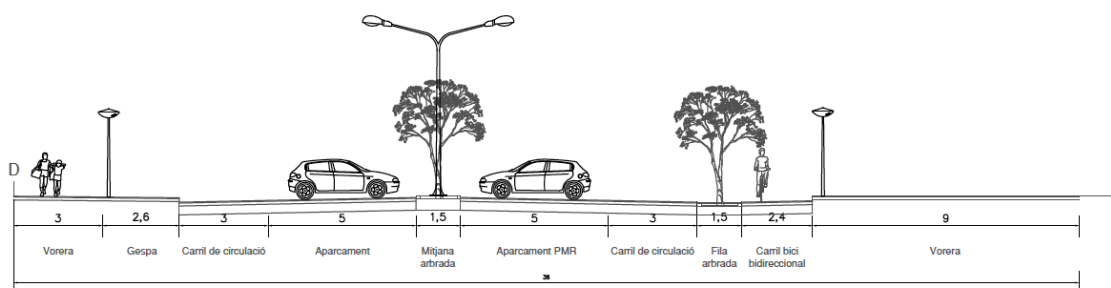 D
3 2,6 3 5 1,5 5 3 1,5 2,4 9
Vorera Gespa Carril de circulació Aparcament Mitjana Aparcament PMR Carril de circulació Fila Carril bici Vorera
arbrada arbrada bidireccional
36